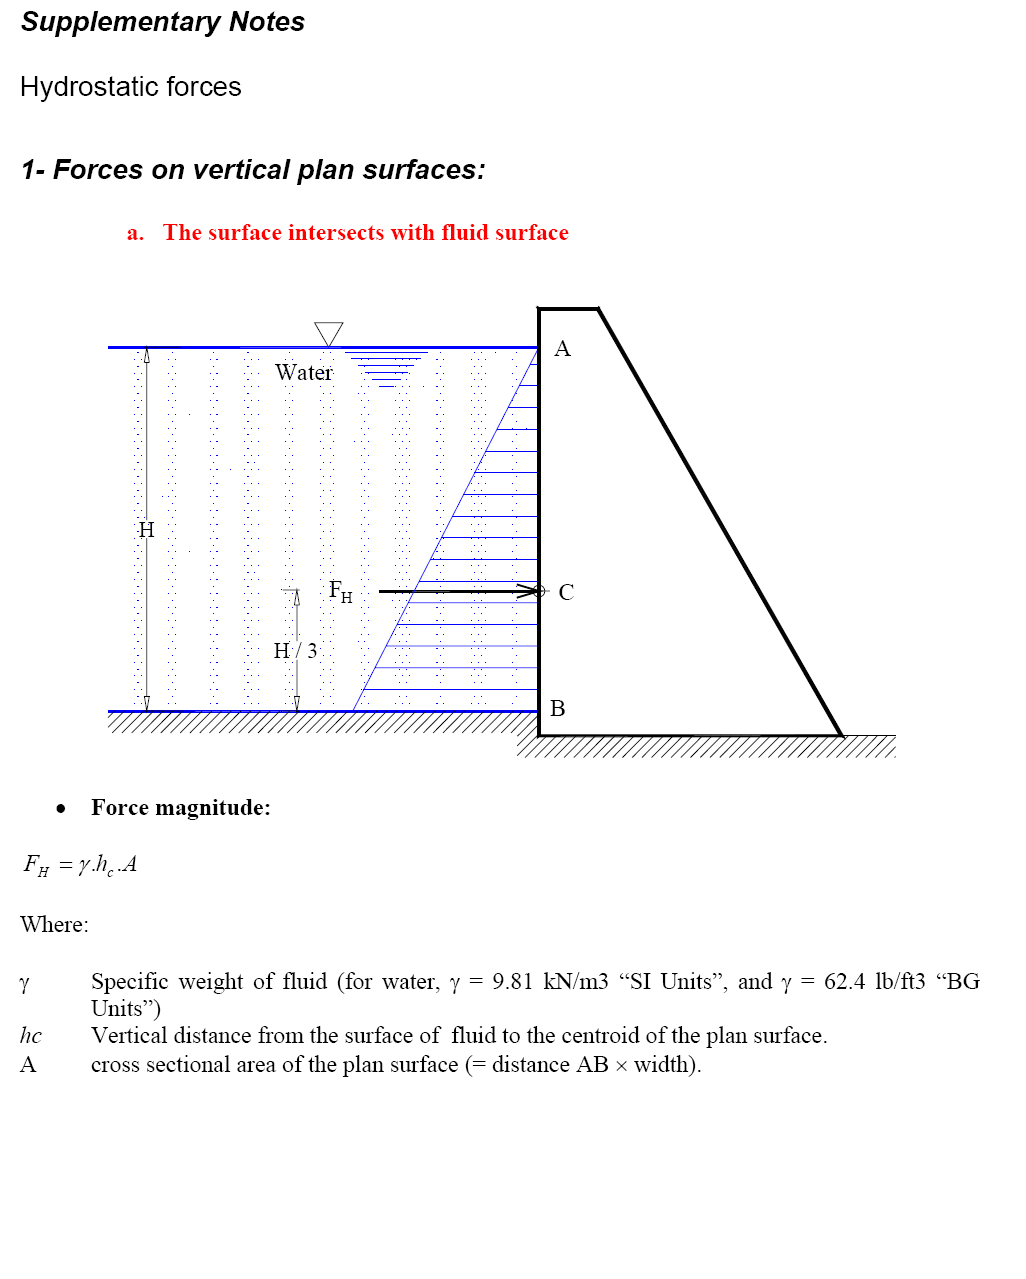 Supplementary Notes
Hydrostatic forces
1- Forces on vertical plan surfaces:
a. The surface intersects with fluid surface
A
Water
H
F_H
C
H / 3
B
• Force magnitude:
F_H = γ.h_c.A
Where:
γ Specific weight of fluid (for water, γ = 9.81 kN/m3 “SI Units”, and γ = 62.4 lb/ft3 “BG
Units”)
hc Vertical distance from the surface of fluid to the centroid of the plan surface.
A cross sectional area of the plan surface (= distance AB × width).